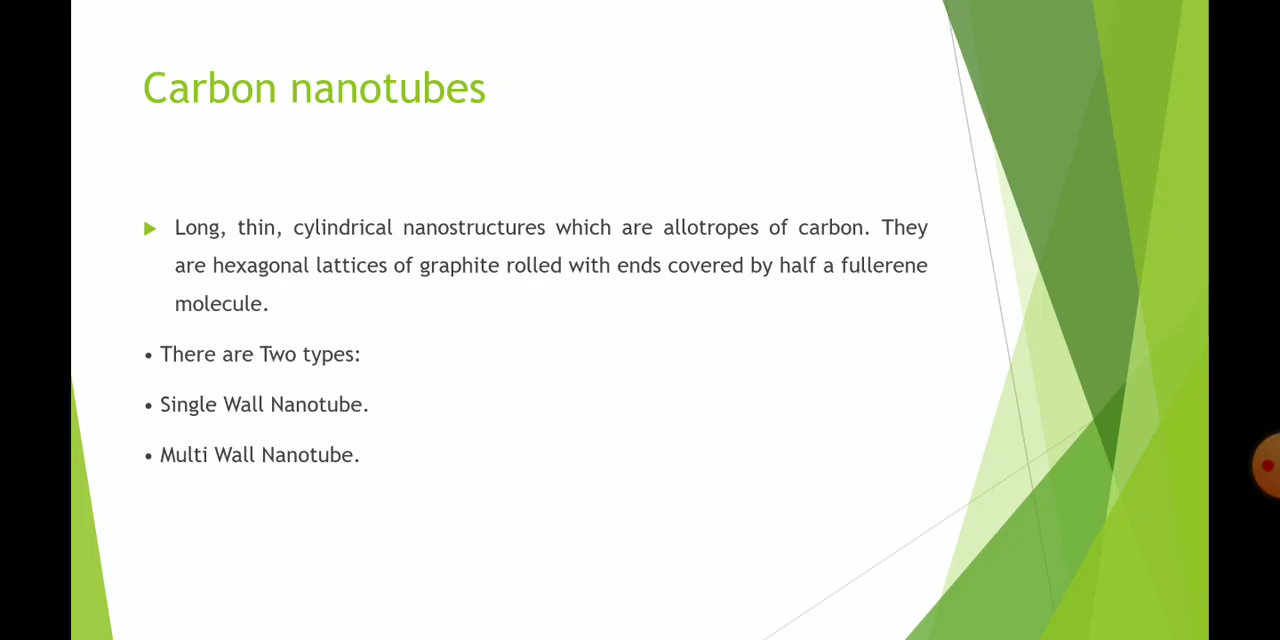 Carbon nanotubes
Long, thin, cylindrical nanostructures which are allotropes of carbon. They
are hexagonal lattices of graphite rolled with ends covered by half a fullerene
molecule.
• There are Two types:
• Single Wall Nanotube.
• Multi Wall Nanotube.